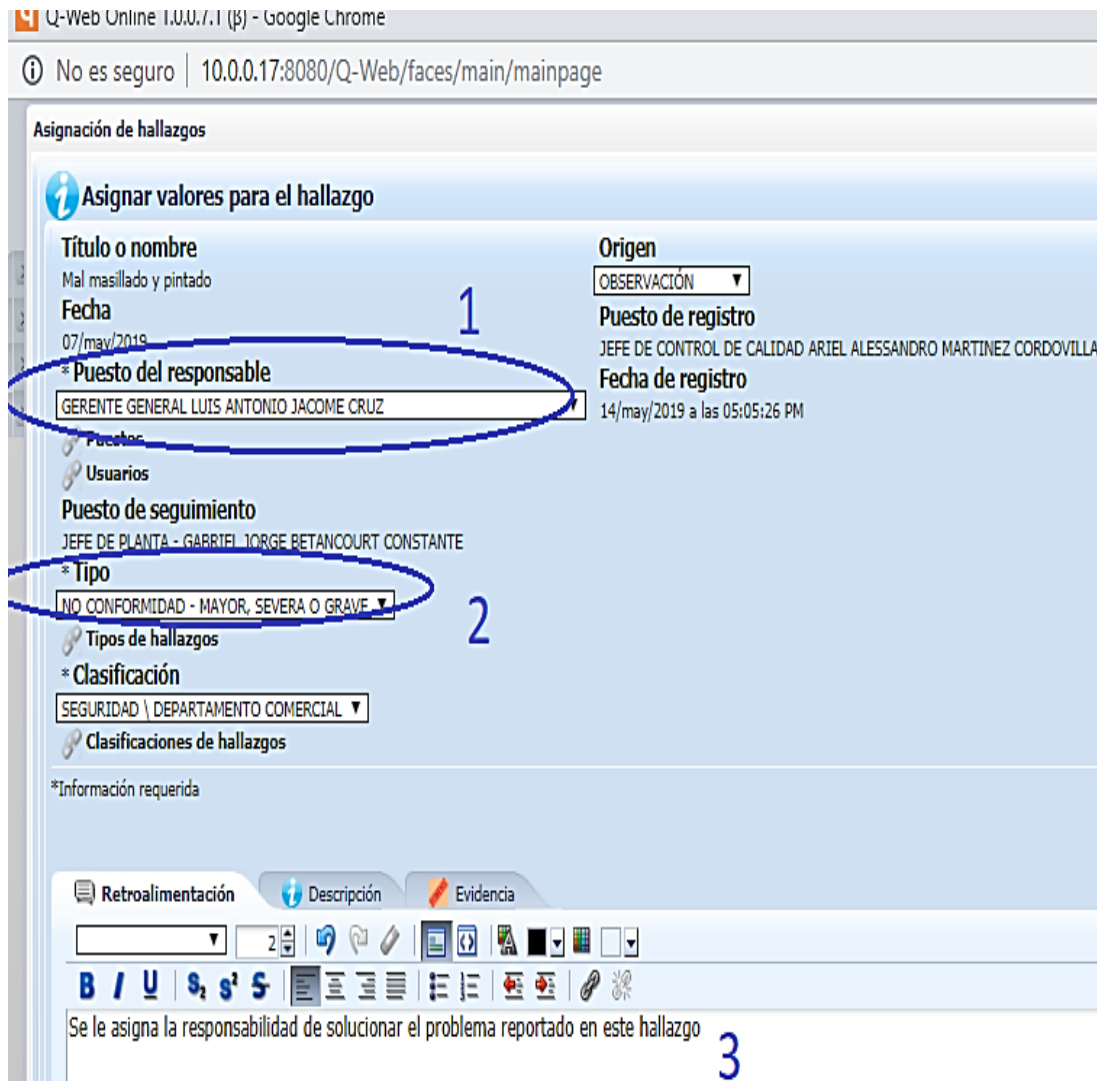 Q-Web Online 1.0.0.7.1 (β) - Google Chrome
No es seguro | 10.0.0.17:8080/Q-Web/faces/main/mainpage
Asignación de hallazgos
Asignar valores para el hallazgo
Título o nombre
Mal masillado y pintado
Fecha
07/may/2019
1
* Puesto del responsable
GERENTE GENERAL LUIS ANTONIO JACOME CRUZ
Puestos
Usuarios
Puesto de seguimiento
JEFE DE PLANTA - GABRIEL JORGE BETANCOURT CONSTANTE
* Tipo
NO CONFORMIDAD - MAYOR, SEVERA O GRAVE
2
Tipos de hallazgos
* Clasificación
SEGURIDAD \ DEPARTAMENTO COMERCIAL
Clasificaciones de hallazgos
*Información requerida
Origen
OBSERVACIÓN
Puesto de registro
JEFE DE CONTROL DE CALIDAD ARIEL ALESSANDRO MARTINEZ CORDOVILLA
Fecha de registro
14/may/2019 a las 05:05:26 PM
Retroalimentación Descripción Evidencia
2
B I U S₂ S² S
Se le asigna la responsabilidad de solucionar el problema reportado en este hallazgo
3